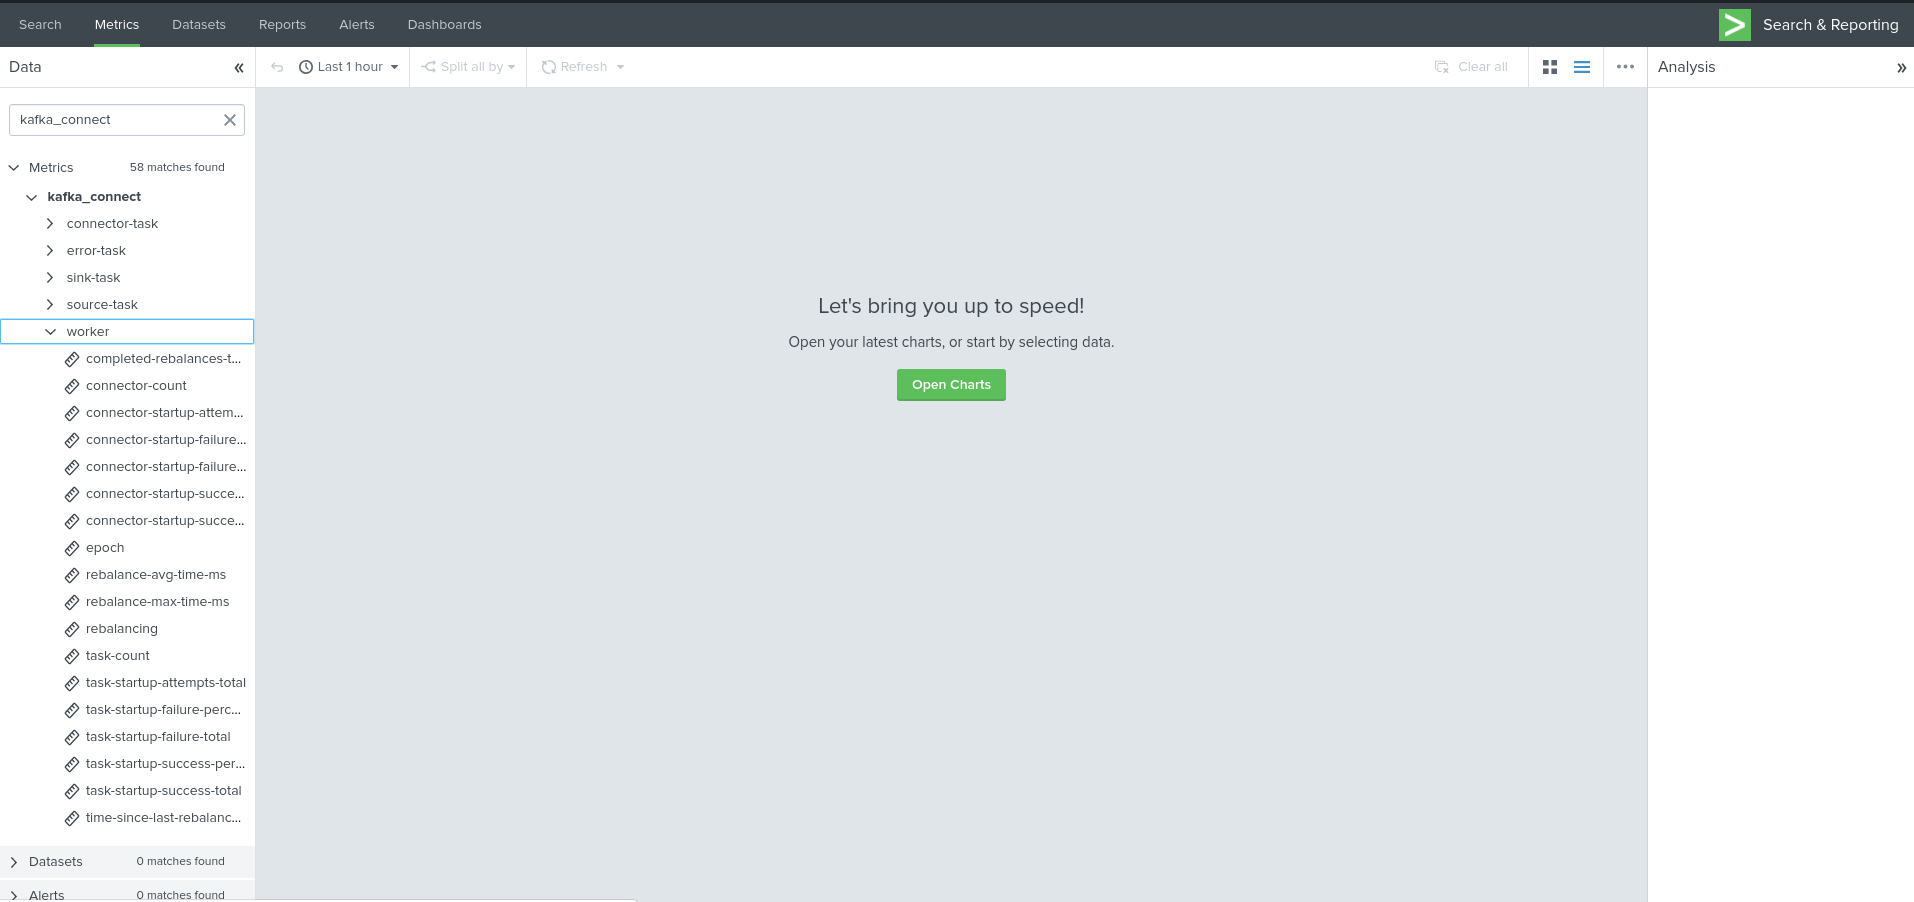 Search Metrics Datasets Reports Alerts Dashboards Search & Reporting
Data « Last 1 hour Split all by Refresh Clear all Analysis »
kafka_connect
Metrics 58 matches found
kafka_connect
connector-task
error-task
sink-task
source-task
worker
completed-rebalances-t...
connector-count
connector-startup-attem...
connector-startup-failure...
connector-startup-failure...
connector-startup-succe...
connector-startup-succe...
epoch
rebalance-avg-time-ms
rebalance-max-time-ms
rebalancing
task-count
task-startup-attempts-total
task-startup-failure-perc...
task-startup-failure-total
task-startup-success-per...
task-startup-success-total
time-since-last-rebalanc...
Datasets 0 matches found
Alerts 0 matches found
Let's bring you up to speed!
Open your latest charts, or start by selecting data.
Open Charts